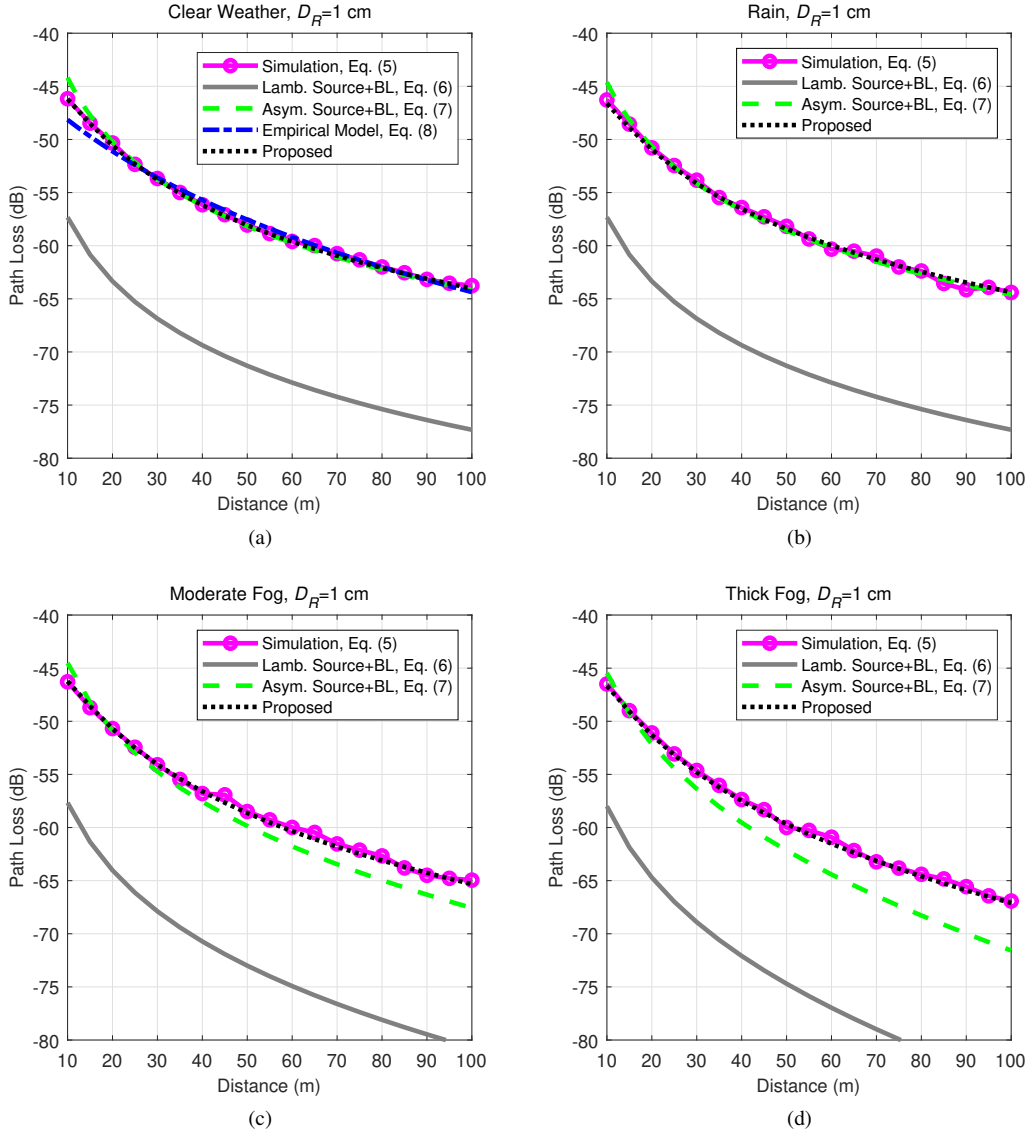 Clear Weather, D_R=1 cm
-40
-45
-50
-55
-60
-65
-70
-75
-80
Path Loss (dB)
Simulation, Eq. (5)
Lamb. Source+BL, Eq. (6)
Asym. Source+BL, Eq. (7)
Empirical Model, Eq. (8)
Proposed
10 20 30 40 50 60 70 80 90 100
Distance (m)
(a)
Rain, D_R=1 cm
-40
-45
-50
-55
-60
-65
-70
-75
-80
Path Loss (dB)
Simulation, Eq. (5)
Lamb. Source+BL, Eq. (6)
Asym. Source+BL, Eq. (7)
Proposed
10 20 30 40 50 60 70 80 90 100
Distance (m)
(b)
Moderate Fog, D_R=1 cm
-40
-45
-50
-55
-60
-65
-70
-75
-80
Path Loss (dB)
Simulation, Eq. (5)
Lamb. Source+BL, Eq. (6)
Asym. Source+BL, Eq. (7)
Proposed
10 20 30 40 50 60 70 80 90 100
Distance (m)
(c)
Thick Fog, D_R=1 cm
-40
-45
-50
-55
-60
-65
-70
-75
-80
Path Loss (dB)
Simulation, Eq. (5)
Lamb. Source+BL, Eq. (6)
Asym. Source+BL, Eq. (7)
Proposed
10 20 30 40 50 60 70 80 90 100
Distance (m)
(d)